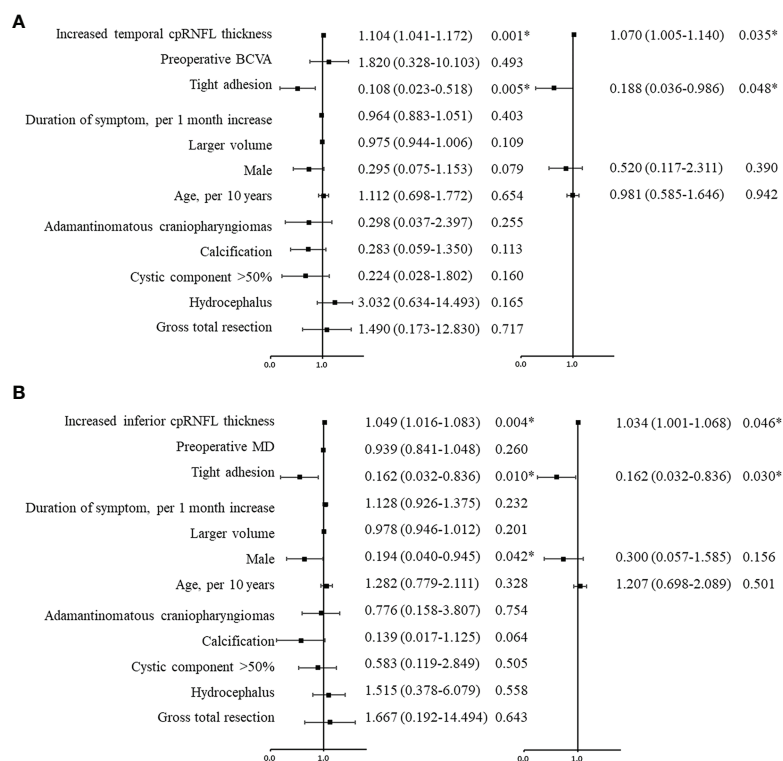 A
Increased temporal cpRNFL thickness 1.104 (1.041-1.172) 0.001* 1.070 (1.005-1.140) 0.035*
Preoperative BCVA 1.820 (0.328-10.103) 0.493
Tight adhesion 0.108 (0.023-0.518) 0.005* 0.188 (0.036-0.986) 0.048*
Duration of symptom, per 1 month increase 0.964 (0.883-1.051) 0.403
Larger volume 0.975 (0.944-1.006) 0.109
Male 0.295 (0.075-1.153) 0.079 0.520 (0.117-2.311) 0.390
Age, per 10 years 1.112 (0.698-1.772) 0.654 0.981 (0.585-1.646) 0.942
Adamantinomatous craniopharyngiomas 0.298 (0.037-2.397) 0.255
Calcification 0.283 (0.059-1.350) 0.113
Cystic component >50% 0.224 (0.028-1.802) 0.160
Hydrocephalus 3.032 (0.634-14.493) 0.165
Gross total resection 1.490 (0.173-12.830) 0.717
0.0 1.0 0.0 1.0
B
Increased inferior cpRNFL thickness 1.049 (1.016-1.083) 0.004* 1.034 (1.001-1.068) 0.046*
Preoperative MD 0.939 (0.841-1.048) 0.260
Tight adhesion 0.162 (0.032-0.836) 0.010* 0.162 (0.032-0.836) 0.030*
Duration of symptom, per 1 month increase 1.128 (0.926-1.375) 0.232
Larger volume 0.978 (0.946-1.012) 0.201
Male 0.194 (0.040-0.945) 0.042* 0.300 (0.057-1.585) 0.156
Age, per 10 years 1.282 (0.779-2.111) 0.328 1.207 (0.698-2.089) 0.501
Adamantinomatous craniopharyngiomas 0.776 (0.158-3.807) 0.754
Calcification 0.139 (0.017-1.125) 0.064
Cystic component >50% 0.583 (0.119-2.849) 0.505
Hydrocephalus 1.515 (0.378-6.079) 0.558
Gross total resection 1.667 (0.192-14.494) 0.643
0.0 1.0 0.0 1.0